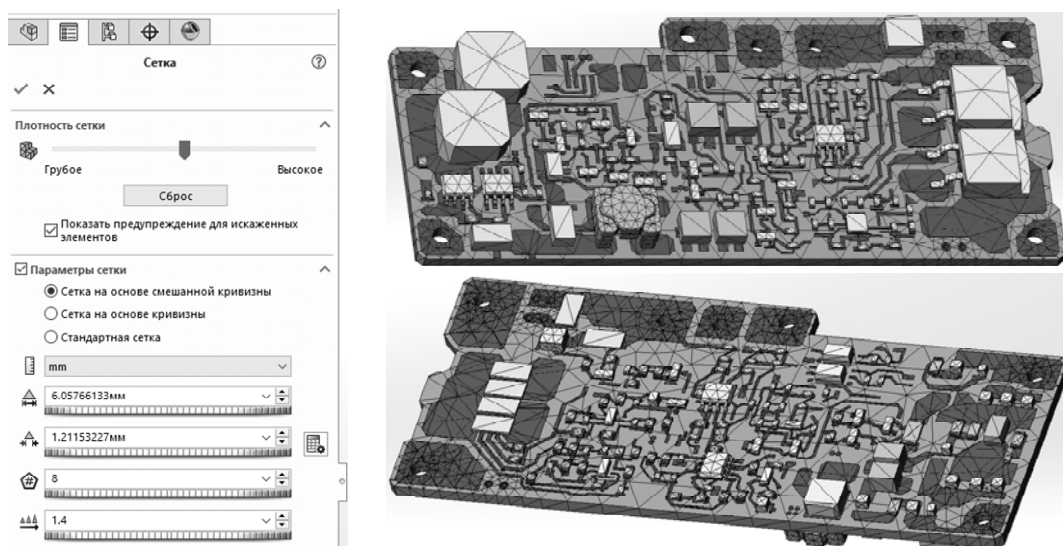 Сетка
Плотность сетки
Грубое
Высокое
Сброс
Показать предупреждение для искаженных
элементов
Параметры сетки
Сетка на основе смешанной кривизны
Сетка на основе кривизны
Стандартная сетка
mm
6.05766133мм
1.21153227мм
8
1.4